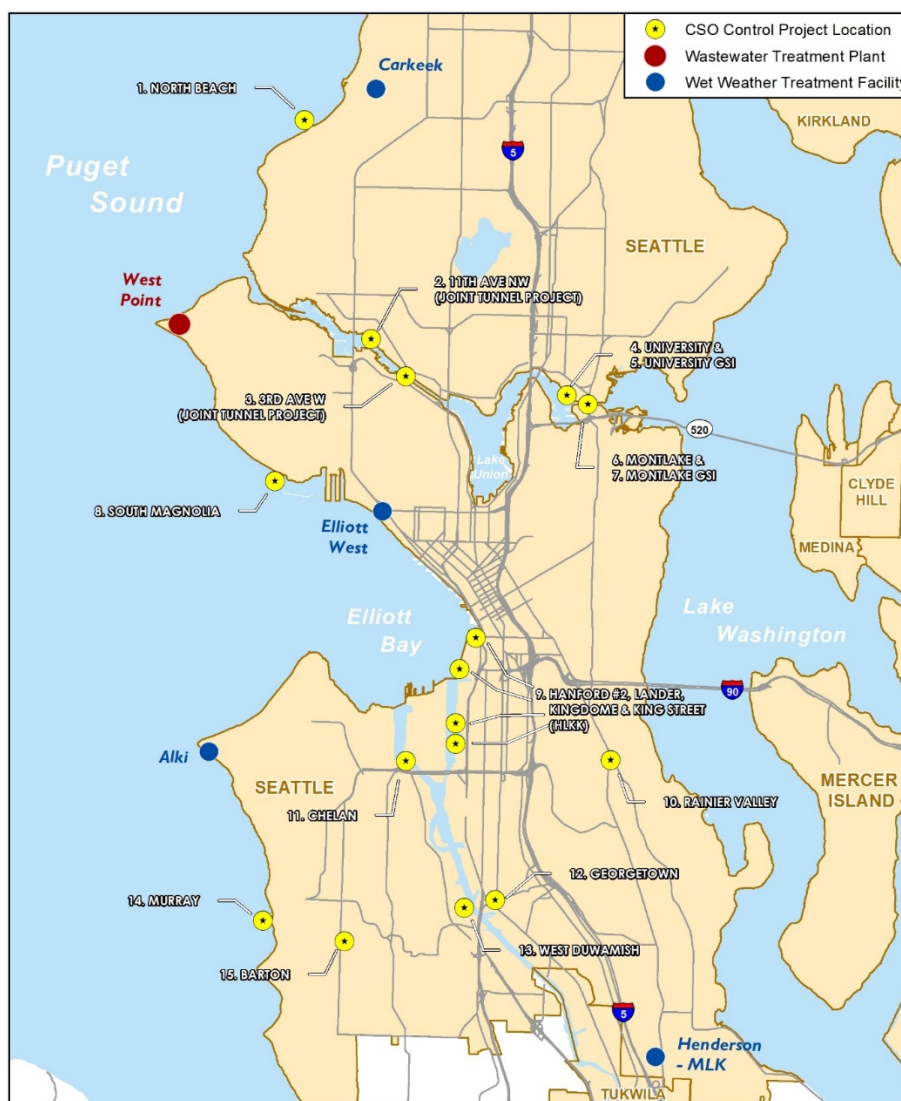 CSO Control Project Location
Wastewater Treatment Plant
Wet Weather Treatment Facility
Carkeek
1. NORTH BEACH
KIRKLAND
5
Puget
Sound
SEATTLE
West
Point
2. 11TH AVE NW
(JOINT TUNNEL PROJECT)
4. UNIVERSITY &
5. UNIVERSITY GSI
3. 3RD AVE W
(JOINT TUNNEL PROJECT)
520
6. MONTLAKE &
7. MONTLAKE GSI
Lake
Union
CLYDE
HILL
8. SOUTH MAGNOLIA
Elliott
West
MEDINA
Elliott
Bay
Lake
Washington
9. HANFORD #2, LANDER,
KINGDOME & KING STREET
(HLKK)
90
Alki
SEATTLE
MERCER
ISLAND
10. RAINIER VALLEY
11. CHELAN
12. GEORGETOWN
14. MURRAY
13. WEST DUWAMISH
15. BARTON
5
Henderson
- MLK
TUKWILA